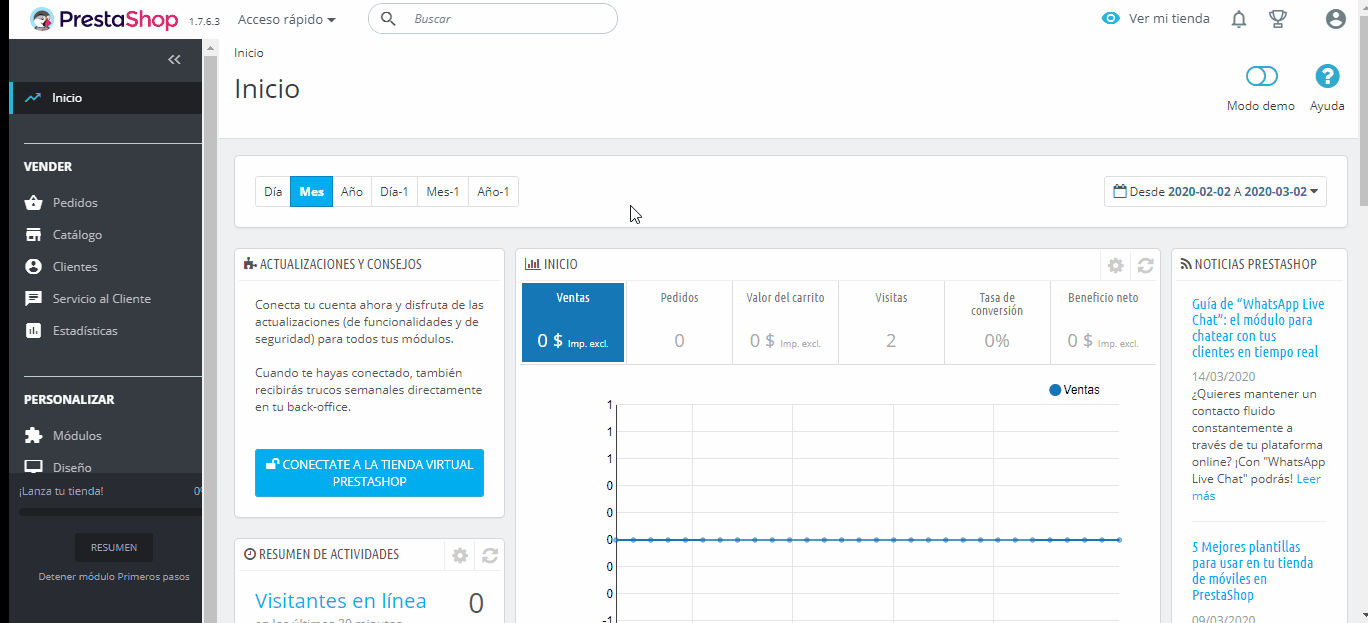 PrestaShop 1.7.6.3 Acceso rápido Buscar Ver mi tienda
Inicio
VENDER
Pedidos
Catálogo
Clientes
Servicio al Cliente
Estadísticas
PERSONALIZAR
Módulos
Diseño
¡Lanza tu tienda! 0%
RESUMEN
Detener módulo Primeros pasos
Inicio
Inicio
Modo demo
Ayuda
Día Mes Año Día-1 Mes-1 Año-1
Desde 2020-02-02 A 2020-03-02
ACTUALIZACIONES Y CONSEJOS
Conecta tu cuenta ahora y disfruta de las
actualizaciones (de funcionalidades y de
seguridad) para todos tus módulos.
Cuando te hayas conectado, también
recibirás trucos semanales directamente
en tu back-office.
CONECTATE A LA TIENDA VIRTUAL
PRESTASHOP
RESUMEN DE ACTIVIDADES
Visitantes en línea 0
INICIO
Ventas
0 $ Imp. excl.
Pedidos
0
Valor del carrito
0 $ Imp. excl.
Visitas
2
Tasa de
conversión
0%
Beneficio neto
0 $ Imp. excl.
Ventas
1
1
1
0
0
0
0
0
-1
NOTICIAS PRESTASHOP
Guía de “WhatsApp Live
Chat”: el módulo para
chatear con tus
clientes en tiempo real
14/03/2020
¿Quieres mantener un
contacto fluido
constantemente a
través de tu plataforma
online? ¡Con "WhatsApp
Live Chat" podrás! Leer
más
5 Mejores plantillas
para usar en tu tienda
de móviles en
PrestaShop
09/03/2020